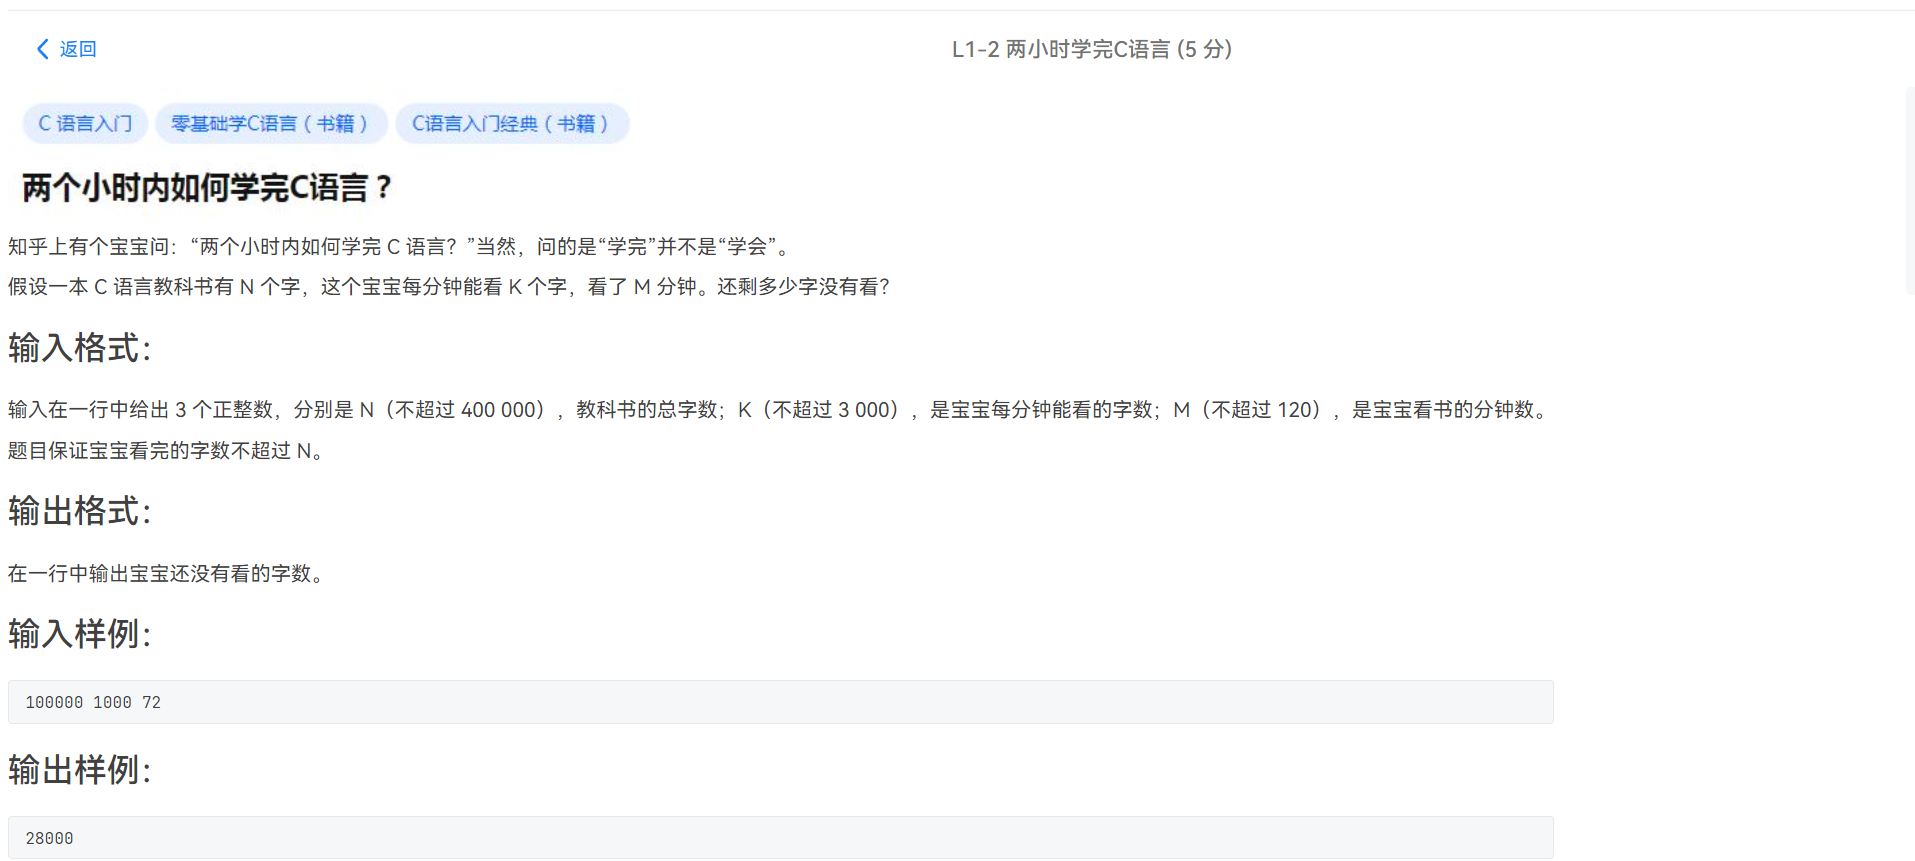 返回
L1-2 两小时学完C语言 (5 分)
C 语言入门 零基础学C语言（书籍） C语言入门经典（书籍）
两个小时内如何学完C语言？
知乎上有个宝宝问：“两个小时内如何学完 C 语言？”当然，问的是“学完”并不是“学会”。
假设一本 C 语言教科书有 N 个字，这个宝宝每分钟能看 K 个字，看了 M 分钟。还剩多少字没有看？
输入格式：
输入在一行中给出 3 个正整数，分别是 N（不超过 400 000），教科书的总字数；K（不超过 3 000），是宝宝每分钟能看的字数；M（不超过 120），是宝宝看书的分钟数。
题目保证宝宝看完的字数不超过 N。
输出格式：
在一行中输出宝宝还没有看的字数。
输入样例：
100000 1000 72
输出样例：
28000